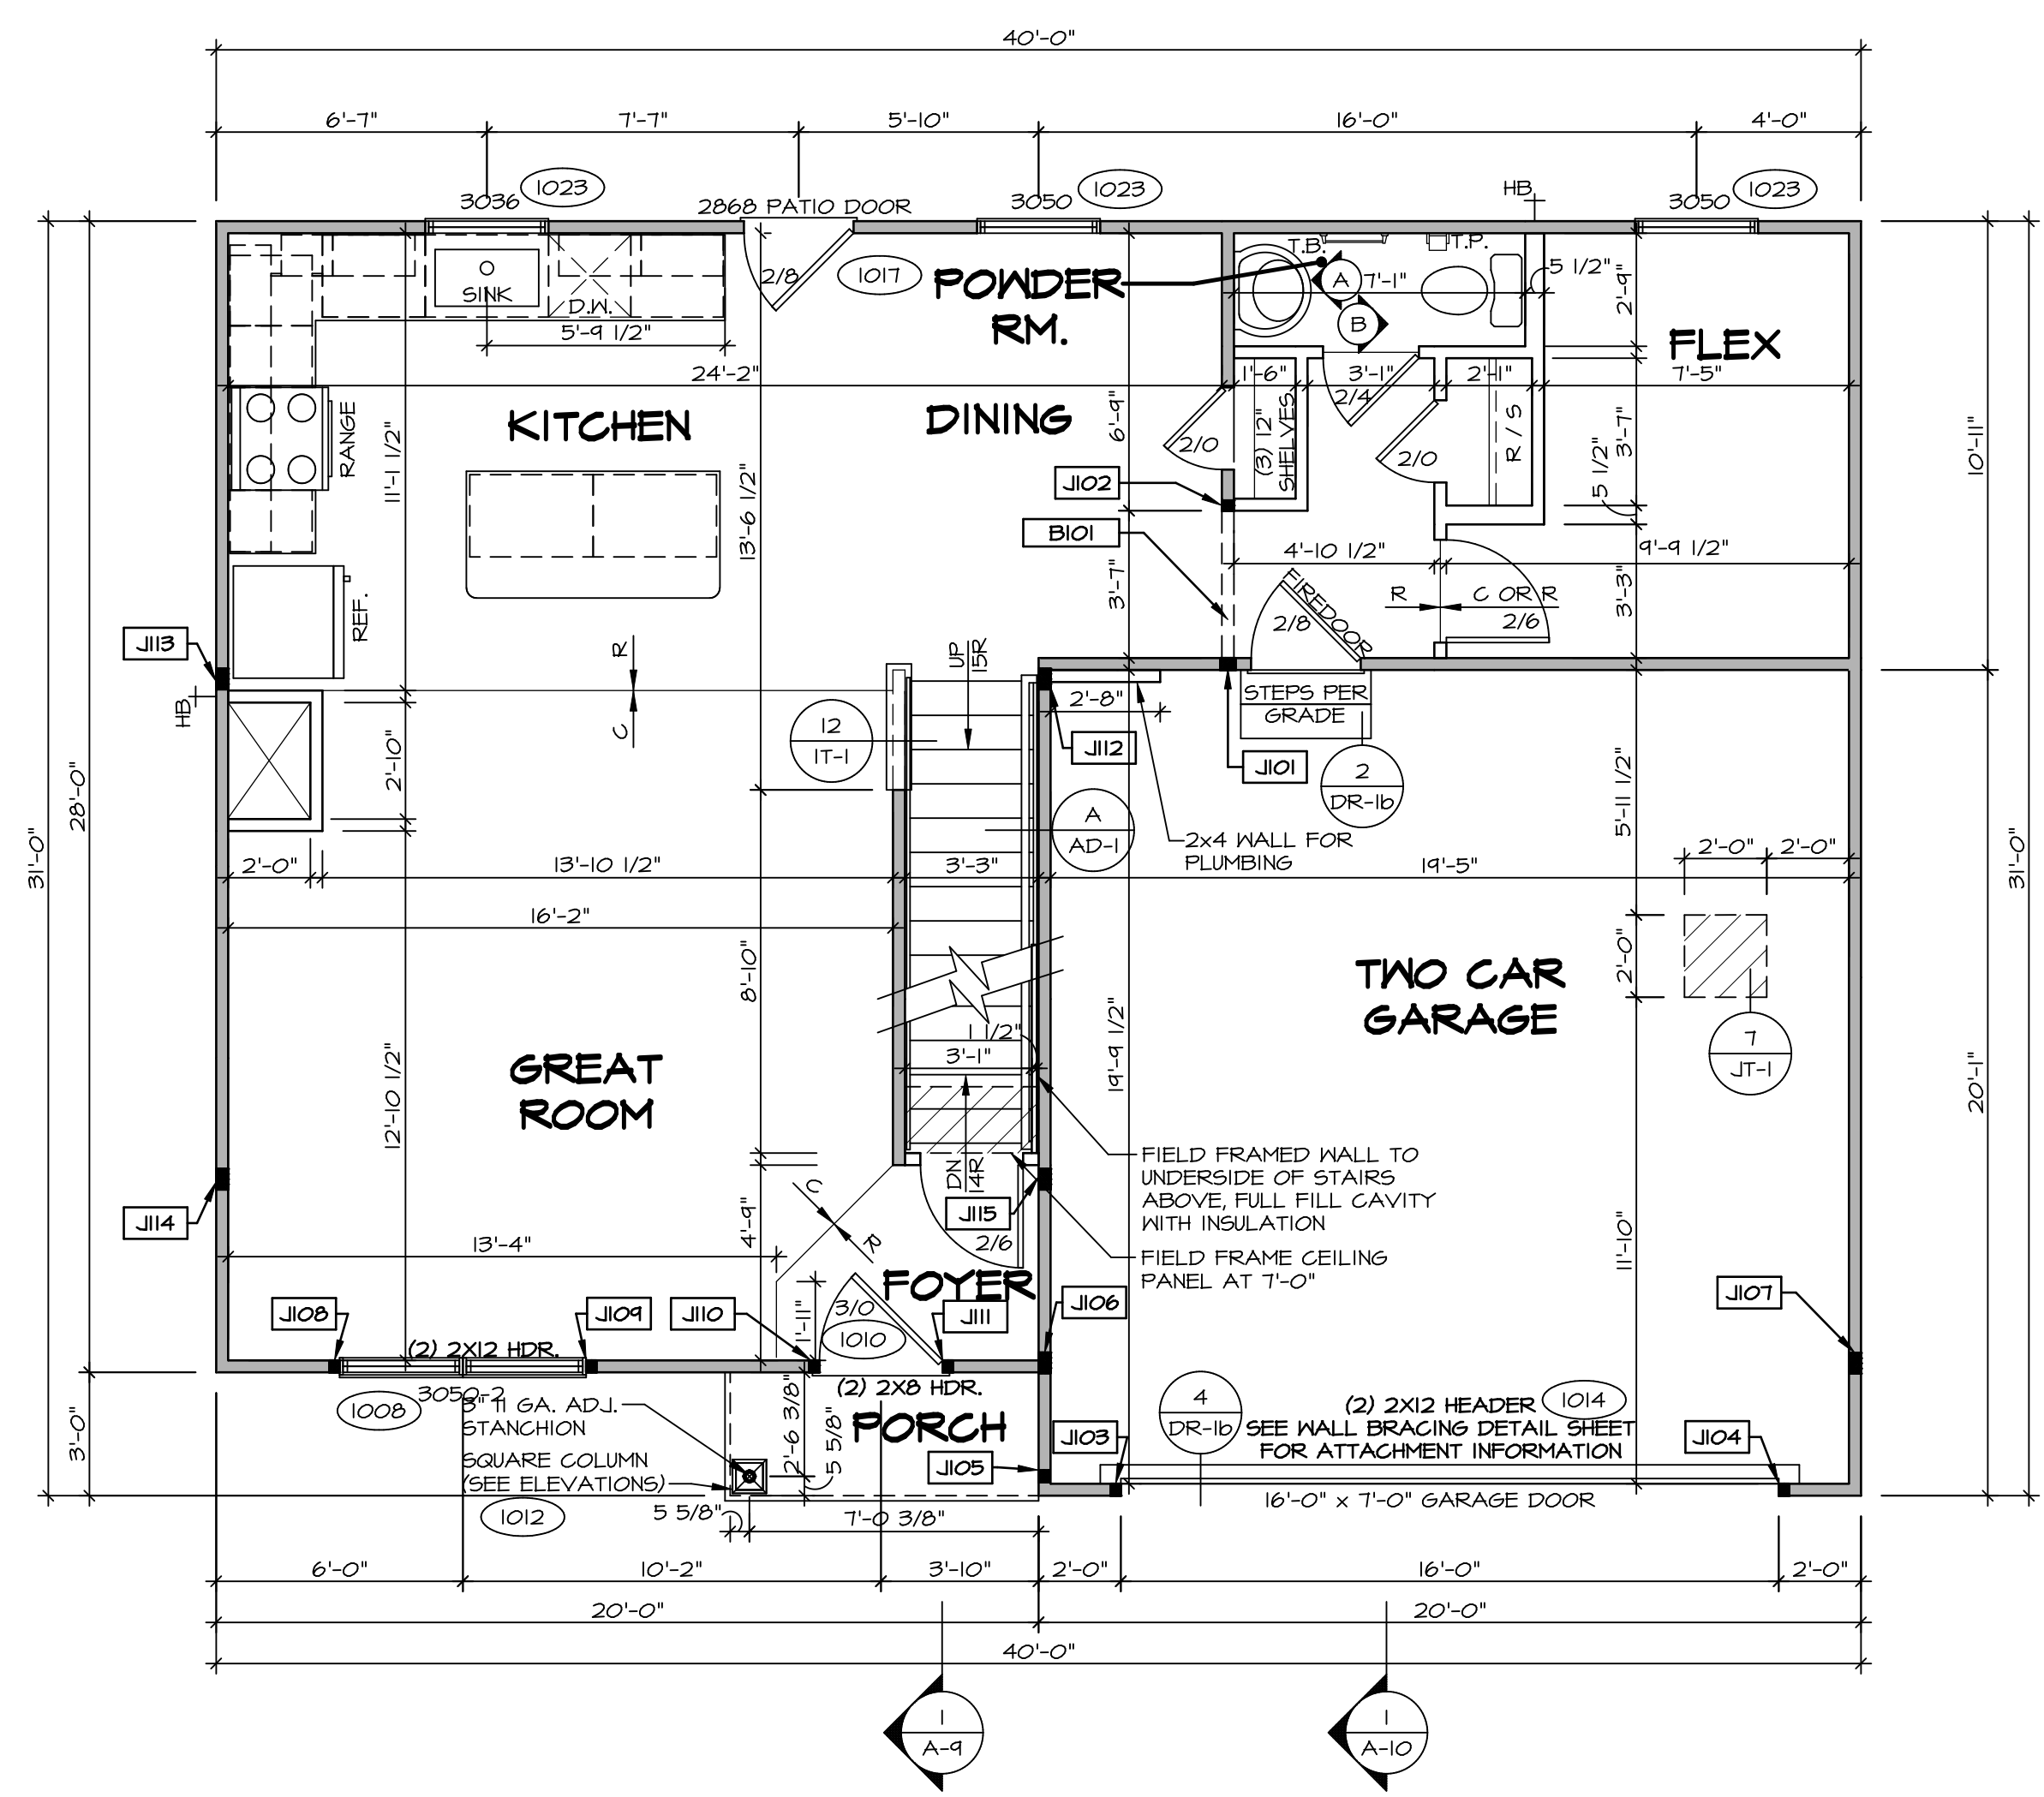 40'-0"
6'-7"
7'-7"
5'-10"
16'-0"
4'-0"
3036
1023
2868 PATIO DOOR
3050
1023
HB
3050
1023
SINK
D.W.
2/8
1017
POWDER
RM.
T.B.
A
7'-1"
T.P.
B
5 1/2"
2'-9"
FLEX
5'-9 1/2"
24'-2"
1'-6"
3'-1"
2'-1"
7'-5"
KITCHEN
DINING
RANGE
11'-1 1/2"
13'-6 1/2"
6'-9"
2/0
(3) 12"
SHELVES
2/4
2/0
R / S
5 1/2"
3'-7"
10'-11"
J102
B101
3'-7"
4'-10 1/2"
9'-9 1/2"
FIREDOOR
2/8
R
C OR R
2/6
3'-3"
REF.
J113
HB
R
C
UP
15R
12
1T-1
2'-8"
J112
STEPS PER
GRADE
J101
2
DR-1b
A
AD-1
2x4 WALL FOR
PLUMBING
31'-0"
28'-0"
2'-10"
5'-11 1/2"
2'-0"
2'-0"
31'-0"
2'-0"
13'-10 1/2"
3'-3"
19'-5"
16'-2"
8'-10"
2'-0"
TWO CAR
GARAGE
7
JT-1
GREAT
ROOM
12'-10 1/2"
1 1/2"
3'-1"
19'-9 1/2"
20'-1"
DN
14R
FIELD FRAMED WALL TO
UNDERSIDE OF STAIRS
ABOVE, FULL FILL CAVITY
WITH INSULATION
FIELD FRAME CEILING
PANEL AT 7'-0"
J114
J115
C
R
4'-9"
2/6
13'-4"
11'-10"
FOYER
J108
J109
J110
1'-11"
3/0
1010
J111
J106
J107
(2) 2X12 HDR.
(2) 2X8 HDR.
3050-2
1008
3" 11 GA. ADJ.
STANCHION
SQUARE COLUMN
(SEE ELEVATIONS)
1012
2'-6 3/8"
5 5/8"
PORCH
J105
J103
4
DR-1b
(2) 2X12 HEADER
1014
SEE WALL BRACING DETAIL SHEET
FOR ATTACHMENT INFORMATION
J104
3'-0"
5 5/8"
7'-0 3/8"
16'-0" x 7'-0" GARAGE DOOR
6'-0"
10'-2"
3'-10"
2'-0"
16'-0"
2'-0"
20'-0"
20'-0"
40'-0"
1
A-9
1
A-10